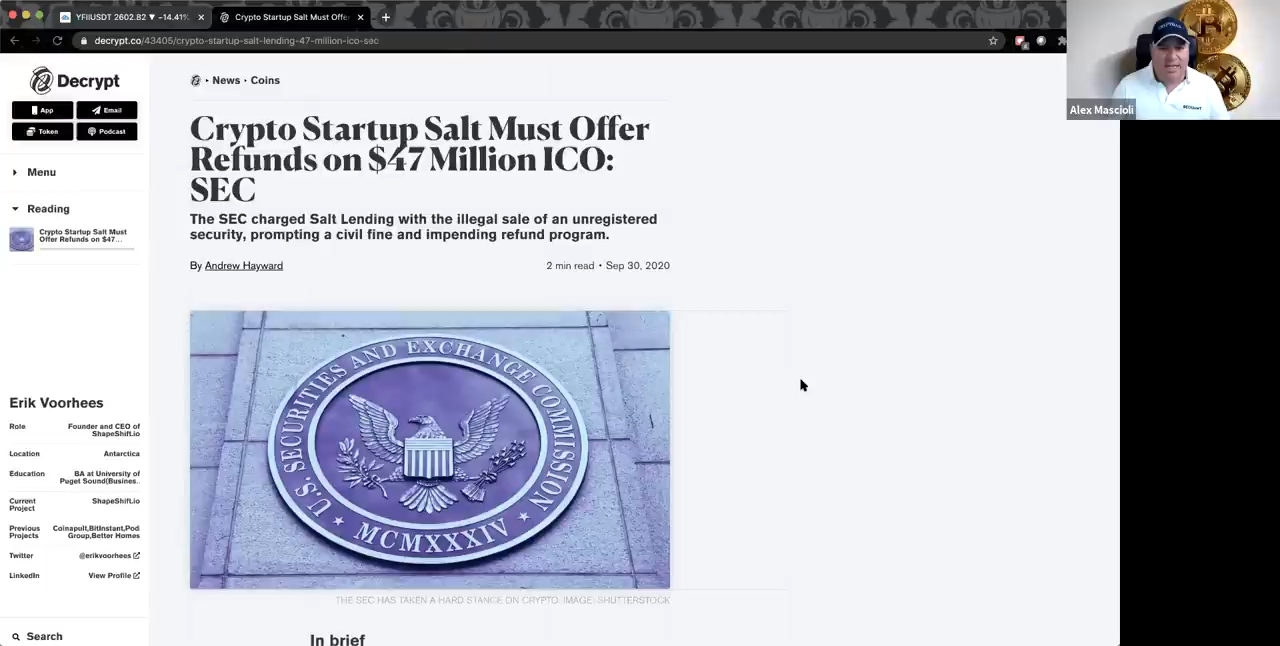 YFIIUSDT 2602.82 ▼ −14.41%
Crypto Startup Salt Must Offer
decrypt.co/43405/crypto-startup-salt-lending-47-million-ico-sec
Alex Mascioli
Decrypt
App
Email
Token
Podcast
Menu
Reading
Crypto Startup Salt Must
Offer Refunds on $47...
Erik Voorhees
Role
Founder and CEO of
ShapeShift.io
Location
Antarctica
Education
BA at University of
Puget Sound(Busines..
Current
Project
ShapeShift.io
Previous
Projects
Coinapult,BitInstant,Pod
Group,Better Homes
Twitter
@erikvoorhees
LinkedIn
View Profile
Search
News · Coins
Crypto Startup Salt Must Offer
Refunds on $47 Million ICO:
SEC
The SEC charged Salt Lending with the illegal sale of an unregistered
security, prompting a civil fine and impending refund program.
By Andrew Hayward
2 min read • Sep 30, 2020
U.S. SECURITIES AND EXCHANGE COMMISSION
MCMXXXIV
THE SEC HAS TAKEN A HARD STANCE ON CRYPTO. IMAGE: SHUTTERSTOCK
In brief